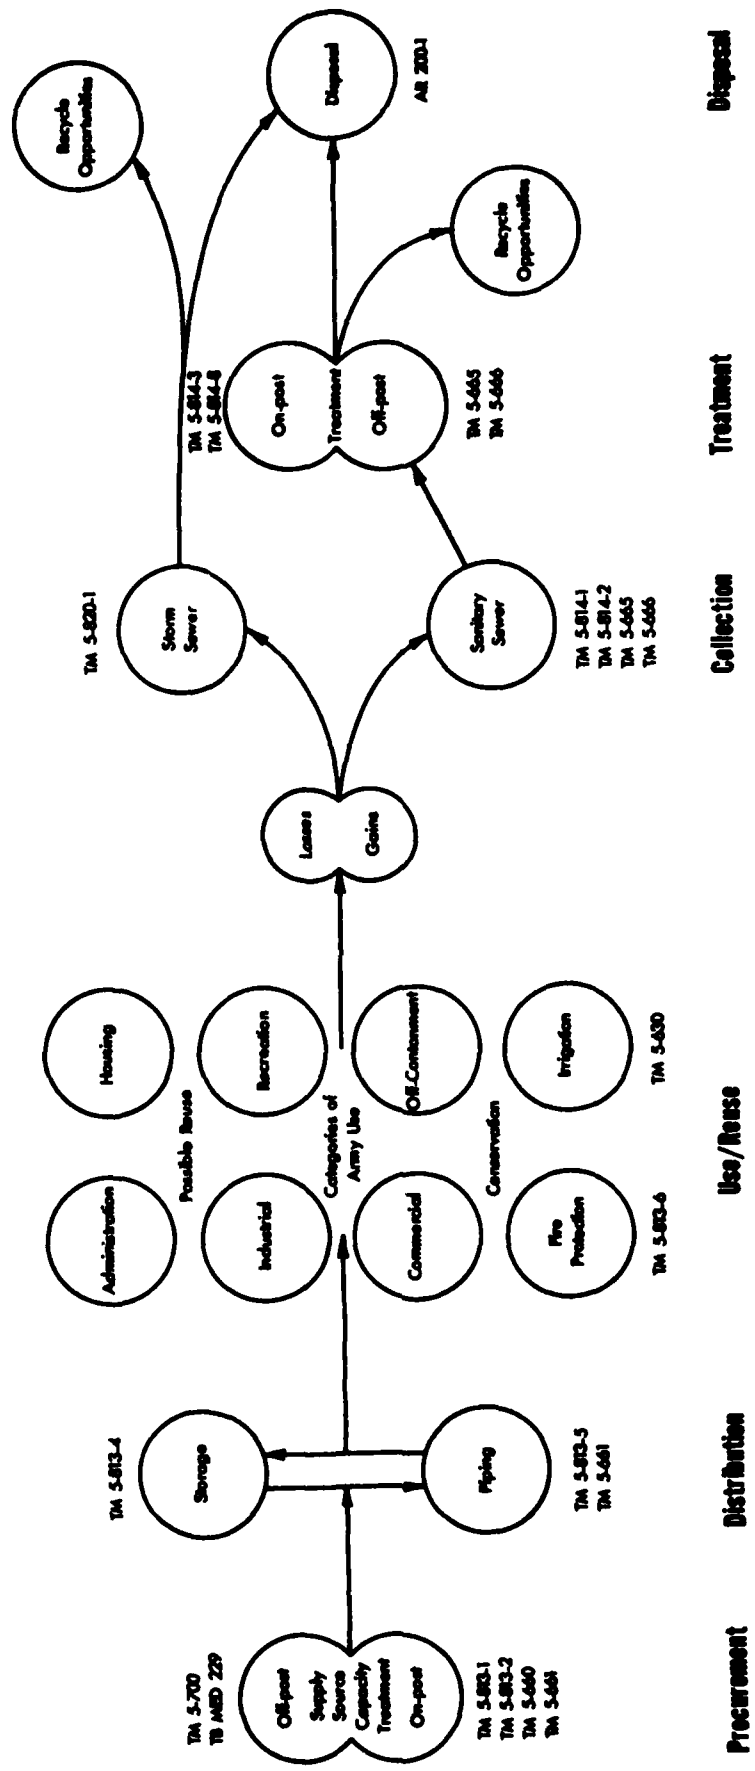 TM 5-700
TB MED 229
Off-post
Supply
Source
Capacity
Treatment
On-post
TM 5-813-1
TM 5-813-2
TM 5-660
TM 5-661
Procurement
TM 5-813-4
Storage
Piping
TM 5-813-5
TM 5-661
Distribution
Administration
Housing
Possible Reuse
Industrial
Recreation
Categories of
Army Use
Commercial
Off-Contonment
Conservation
Fire
Protection
Irrigation
TM 5-813-6
TM 5-630
Use/Reuse
Losses
Gains
TM 5-820-1
Storm
Sewer
Sanitary
Sewer
TM 5-814-1
TM 5-814-2
TM 5-665
TM 5-666
Collection
TM 5-814-3
TM 5-814-8
On-post
Treatment
Off-post
TM 5-665
TM 5-666
Treatment
Recycle
Opportunities
Disposal
AR 200-1
Recycle
Opportunities
Disposal